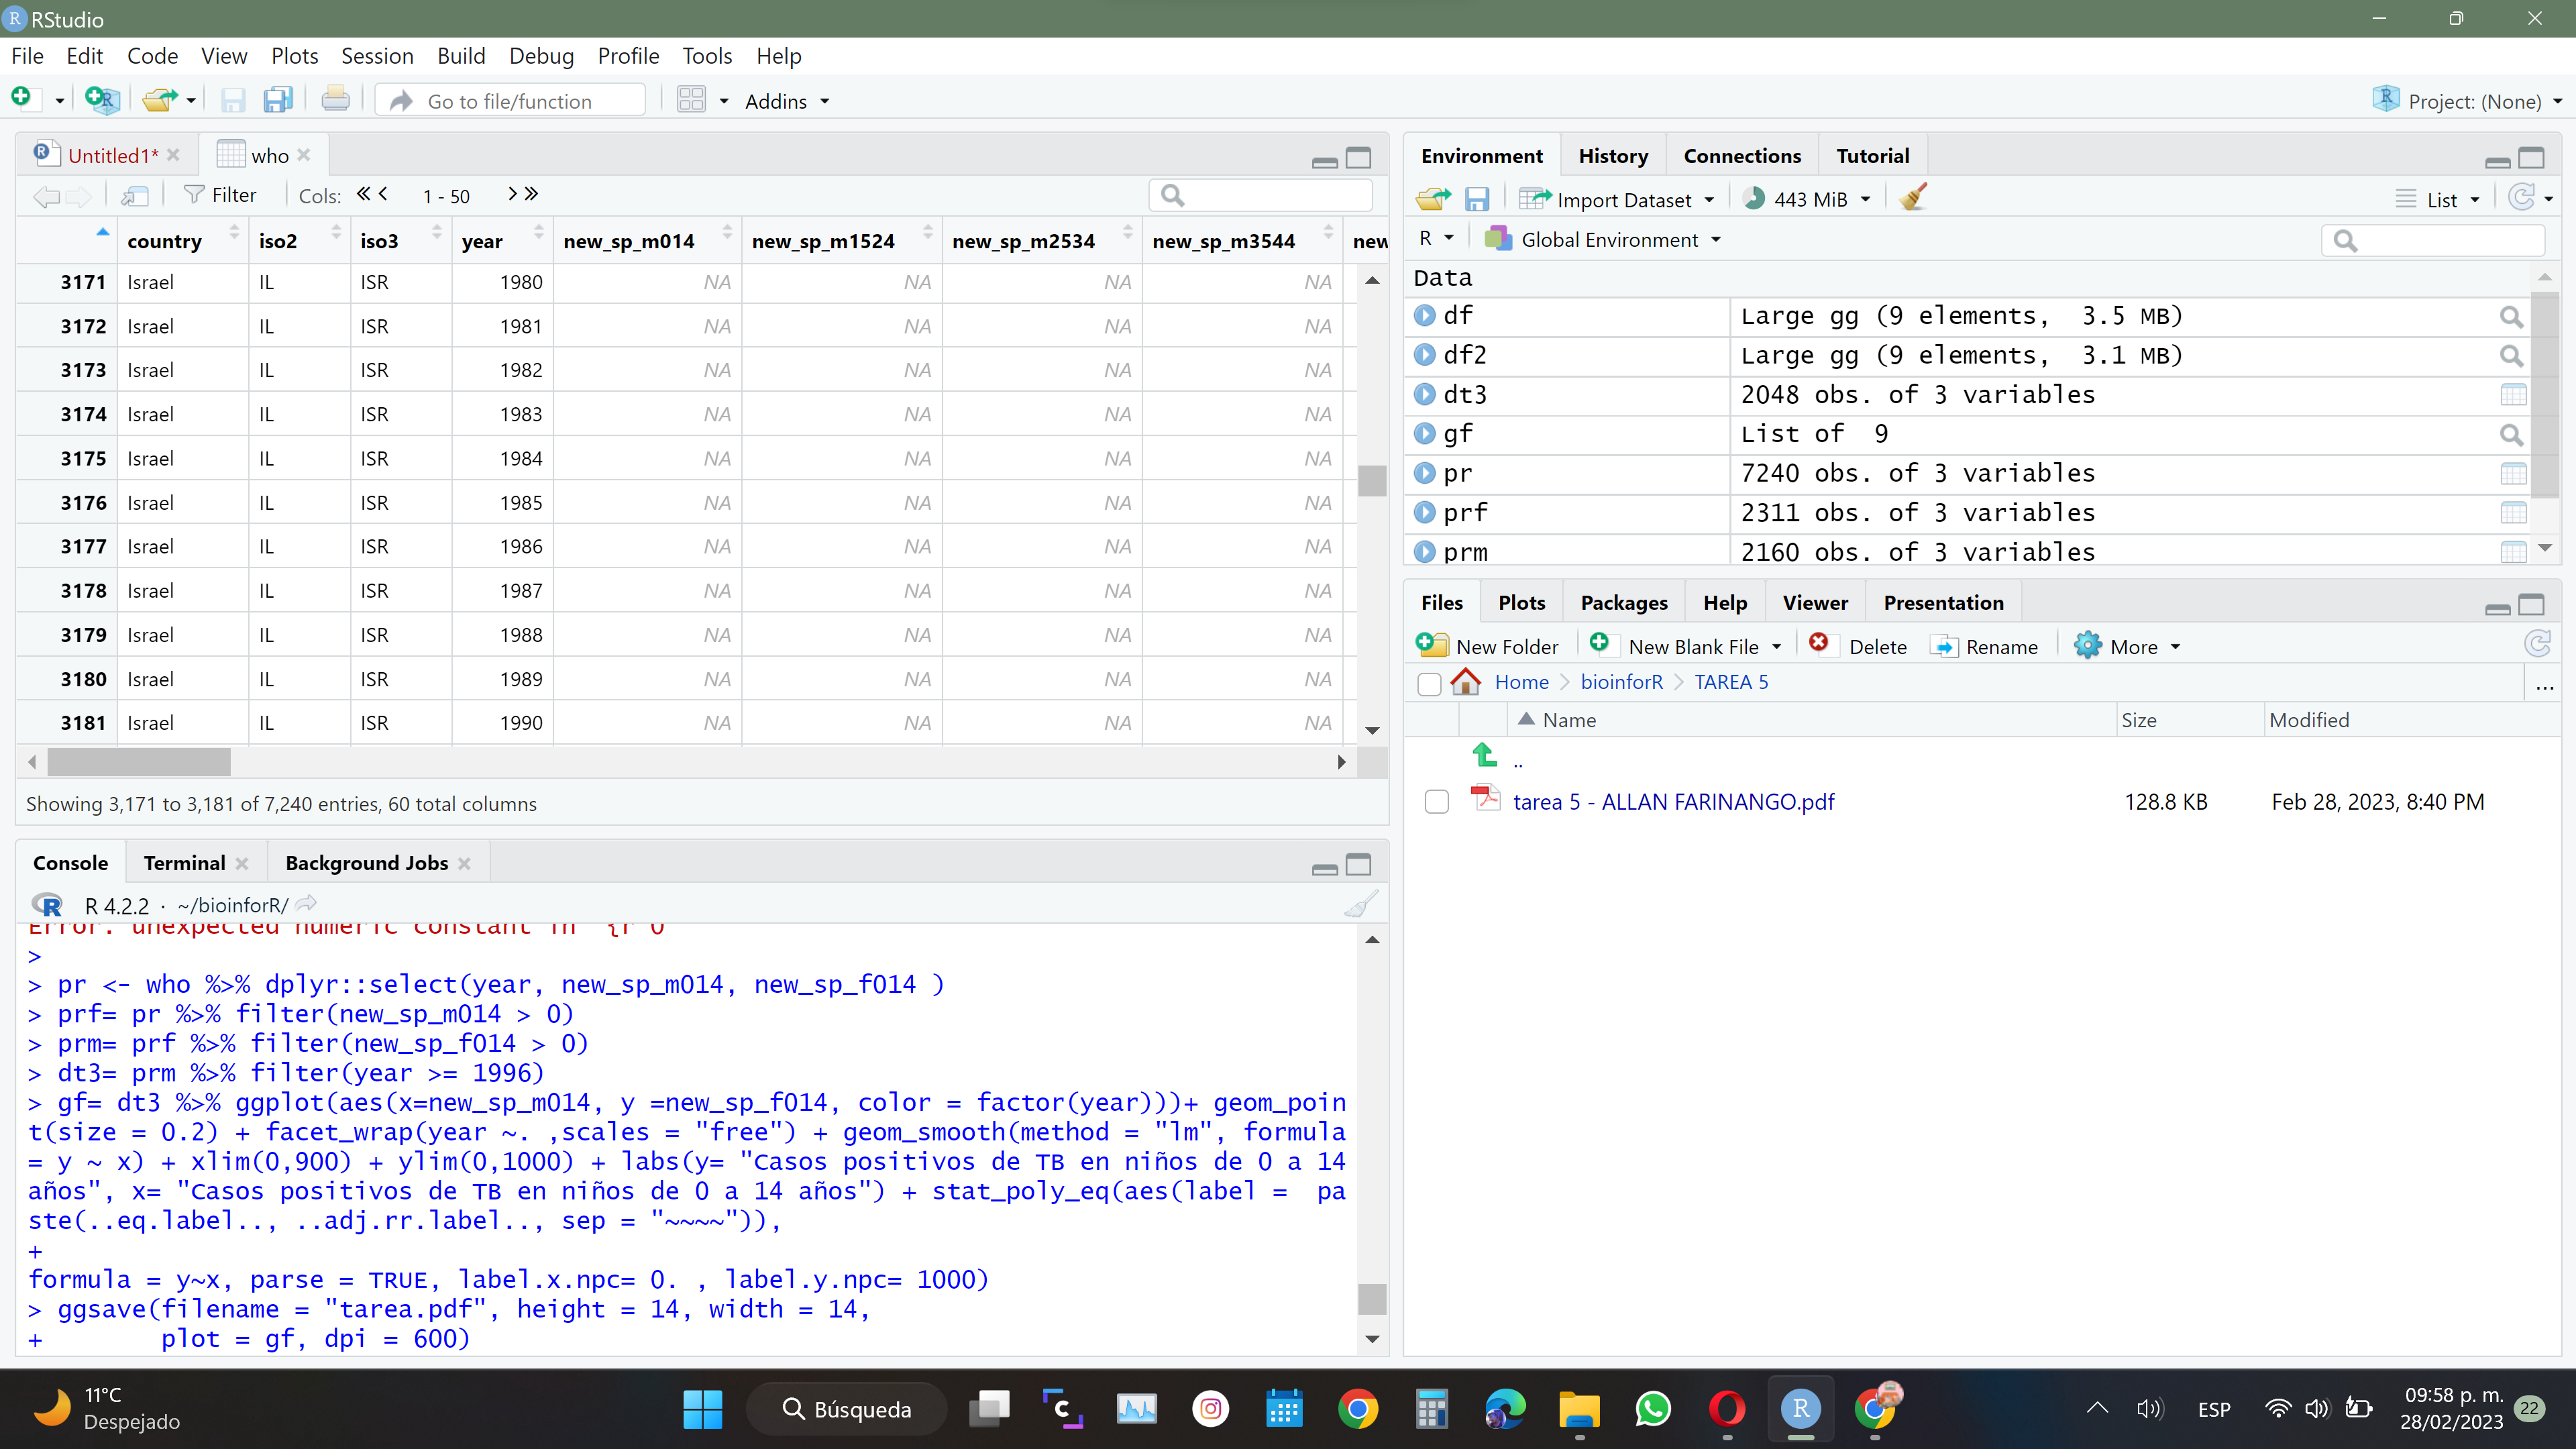 RStudio
File Edit Code View Plots Session Build Debug Profile Tools Help
Go to file/function Addins Project: (None)
Untitled1* who
Filter Cols: 1 - 50
country iso2 iso3 year new_sp_m014 new_sp_m1524 new_sp_m2534 new_sp_m3544 new
3171 Israel IL ISR 1980 NA NA NA NA
3172 Israel IL ISR 1981 NA NA NA NA
3173 Israel IL ISR 1982 NA NA NA NA
3174 Israel IL ISR 1983 NA NA NA NA
3175 Israel IL ISR 1984 NA NA NA NA
3176 Israel IL ISR 1985 NA NA NA NA
3177 Israel IL ISR 1986 NA NA NA NA
3178 Israel IL ISR 1987 NA NA NA NA
3179 Israel IL ISR 1988 NA NA NA NA
3180 Israel IL ISR 1989 NA NA NA NA
3181 Israel IL ISR 1990 NA NA NA NA
Showing 3,171 to 3,181 of 7,240 entries, 60 total columns
Console Terminal Background Jobs
R 4.2.2 · ~/bioinforR/
Error: unexpected numeric constant in "{r 0"
>
> pr <- who %>% dplyr::select(year, new_sp_m014, new_sp_f014 )
> prf= pr %>% filter(new_sp_m014 > 0)
> prm= prf %>% filter(new_sp_f014 > 0)
> dt3= prm %>% filter(year >= 1996)
> gf= dt3 %>% ggplot(aes(x=new_sp_m014, y =new_sp_f014, color = factor(year)))+ geom_poin
t(size = 0.2) + facet_wrap(year ~. ,scales = "free") + geom_smooth(method = "lm", formula
= y ~ x) + xlim(0,900) + ylim(0,1000) + labs(y= "Casos positivos de TB en niños de 0 a 14
años", x= "Casos positivos de TB en niños de 0 a 14 años") + stat_poly_eq(aes(label =  pa
ste(..eq.label.., ..adj.rr.label.., sep = "~~~~")),
+
formula = y~x, parse = TRUE, label.x.npc= 0. , label.y.npc= 1000)
> ggsave(filename = "tarea.pdf", height = 14, width = 14,
+        plot = gf, dpi = 600)
Environment History Connections Tutorial
Import Dataset 443 MiB List
R Global Environment
Data
df Large gg (9 elements,  3.5 MB)
df2 Large gg (9 elements,  3.1 MB)
dt3 2048 obs. of 3 variables
gf List of  9
pr 7240 obs. of 3 variables
prf 2311 obs. of 3 variables
prm 2160 obs. of 3 variables
Files Plots Packages Help Viewer Presentation
New Folder New Blank File Delete Rename More
Home bioinforR TAREA 5 ...
Name Size Modified
..
tarea 5 - ALLAN FARINANGO.pdf 128.8 KB Feb 28, 2023, 8:40 PM
11°C
Despejado
Búsqueda
ESP
09:58 p. m.
28/02/2023
22